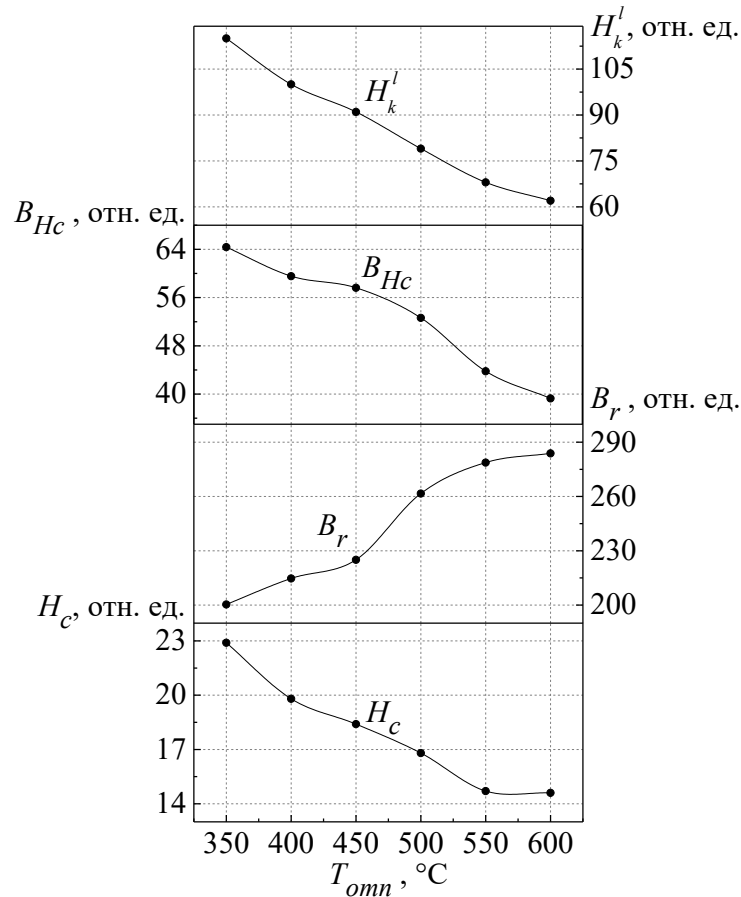 H_k^l, отн. ед.
105
90
75
60
H_k^l
B_Hc , отн. ед.
64
56
48
40
B_Hc
B_r , отн. ед.
290
260
230
200
B_r
H_c, отн. ед.
23
20
17
14
H_c
350 400 450 500 550 600
T_отп , °C